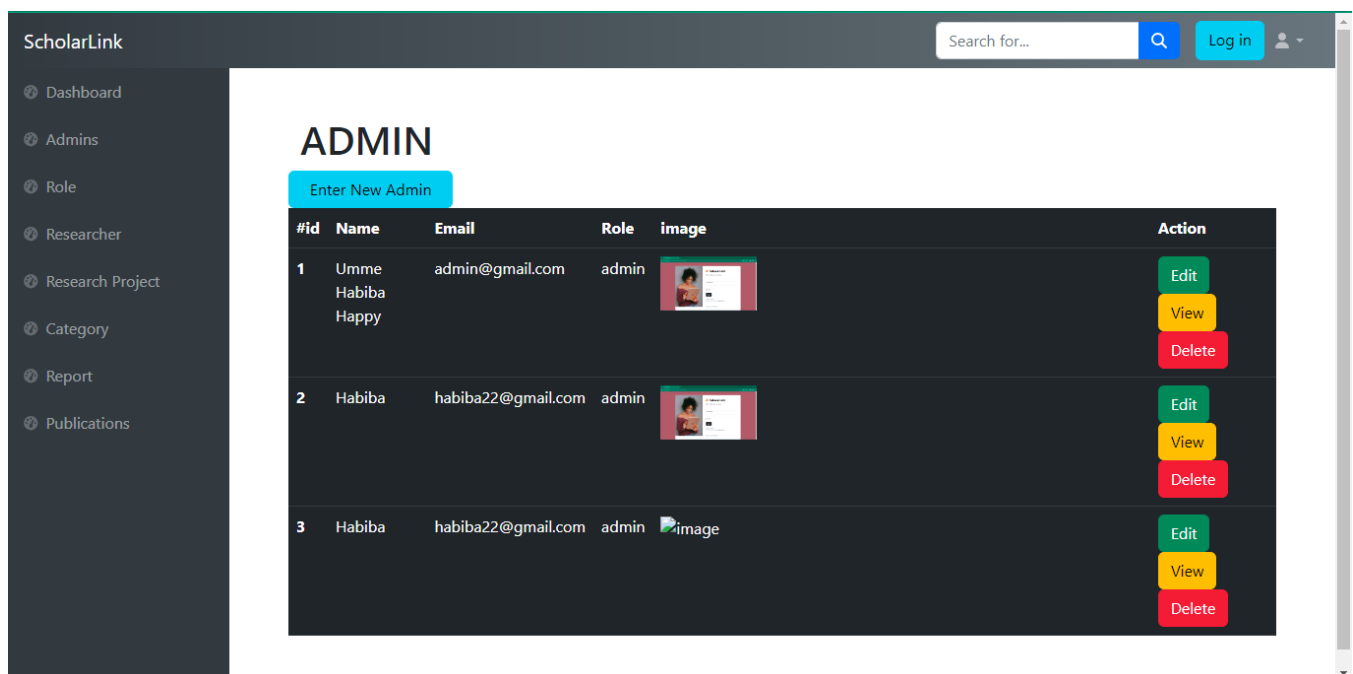 ScholarLink
Search for...
Log in
Dashboard
Admins
Role
Researcher
Research Project
Category
Report
Publications
ADMIN
Enter New Admin
#id Name Email Role image Action
1 Umme Habiba Happy admin@gmail.com admin Edit
View
Delete
2 Habiba habiba22@gmail.com admin Edit
View
Delete
3 Habiba habiba22@gmail.com admin image Edit
View
Delete